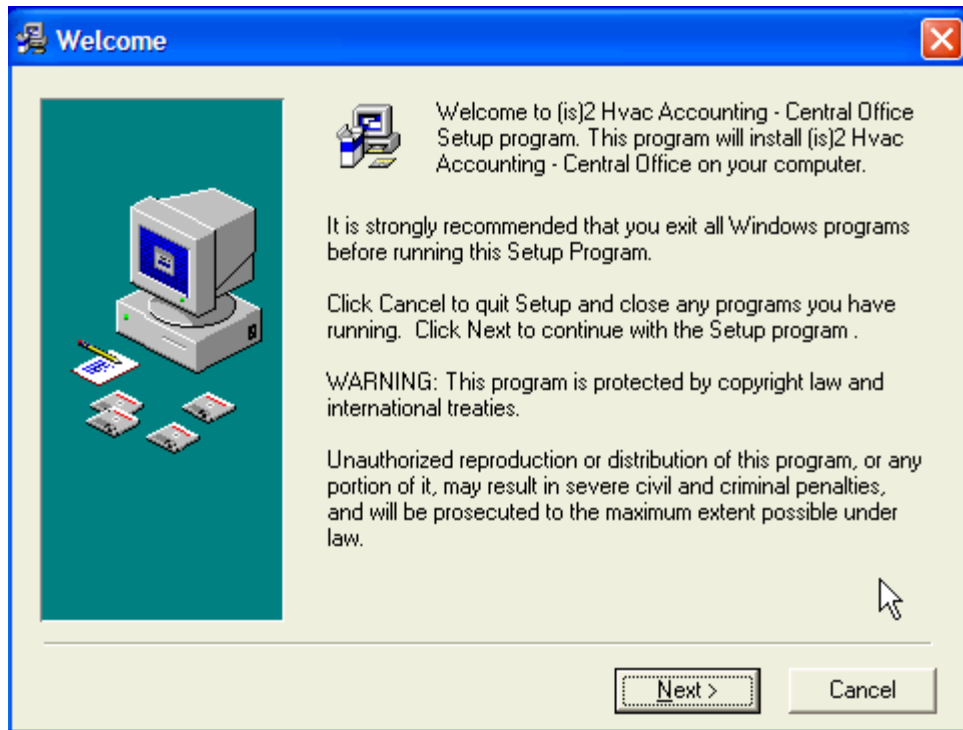 Welcome
Welcome to (is)2 Hvac Accounting - Central Office
Setup program. This program will install (is)2 Hvac
Accounting - Central Office on your computer.
It is strongly recommended that you exit all Windows programs
before running this Setup Program.
Click Cancel to quit Setup and close any programs you have
running.  Click Next to continue with the Setup program .
WARNING: This program is protected by copyright law and
international treaties.
Unauthorized reproduction or distribution of this program, or any
portion of it, may result in severe civil and criminal penalties,
and will be prosecuted to the maximum extent possible under
law.
Next >
Cancel